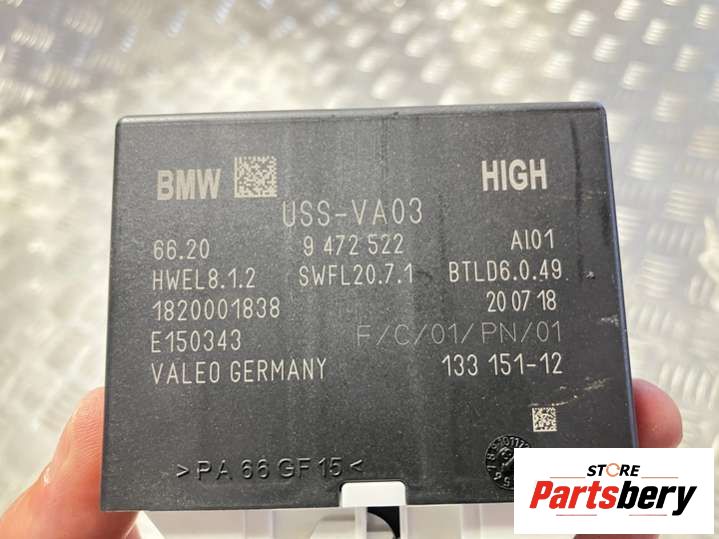 BMW HIGH
USS-VA03
66.20 9 472 522 AI01
HWEL8.1.2 SWFL20.7.1 BTLD6.0.49
1820001838 20 07 18
E150343 F/C/01/PN/01
VALEO GERMANY 133 151-12
>PA 66 GF 15<
STORE
Partsbery